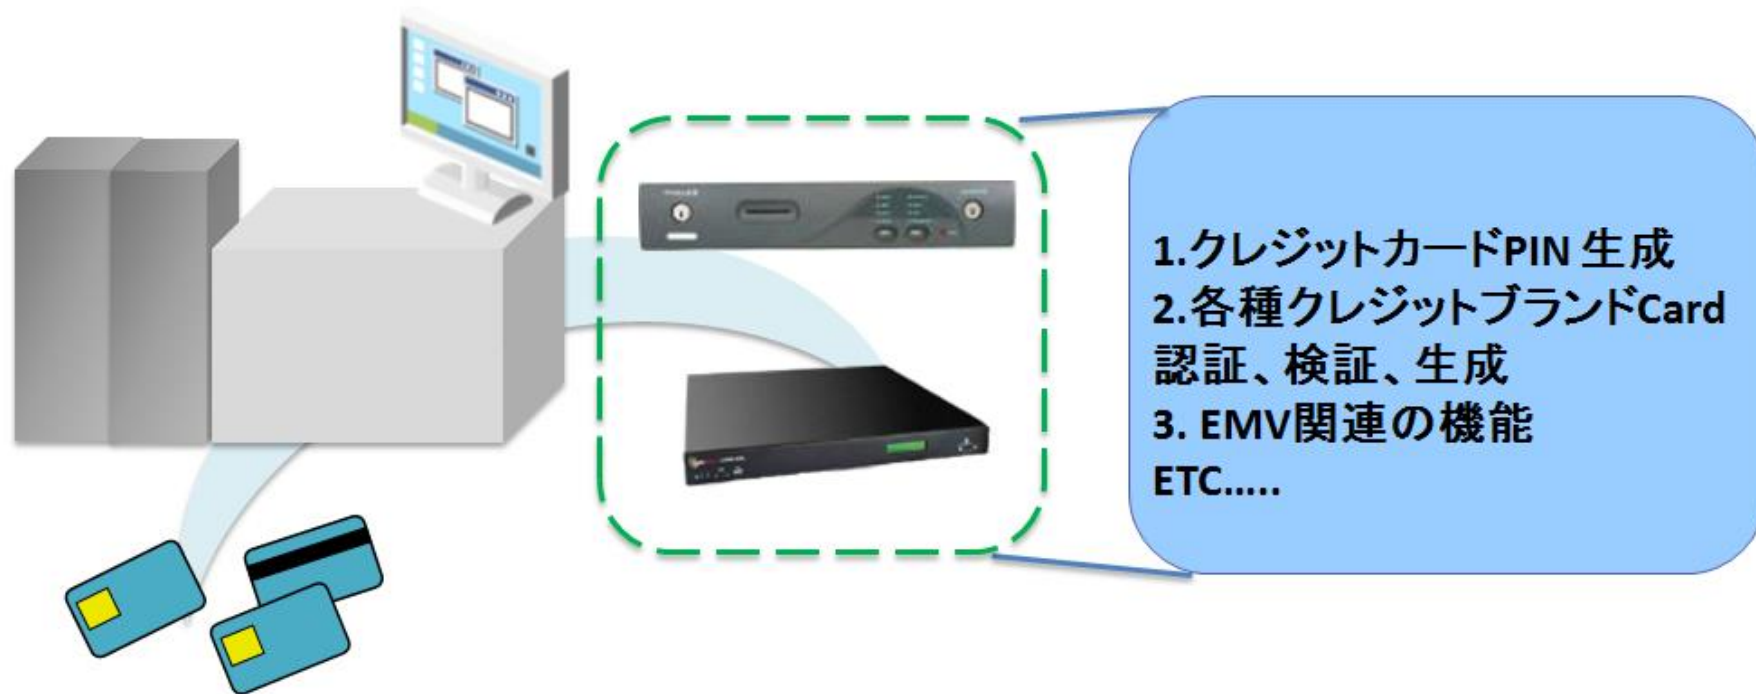 THALES
1.クレジットカードPIN 生成
2.各種クレジットブランドCard
認証、検証、生成
3. EMV関連の機能
ETC.....